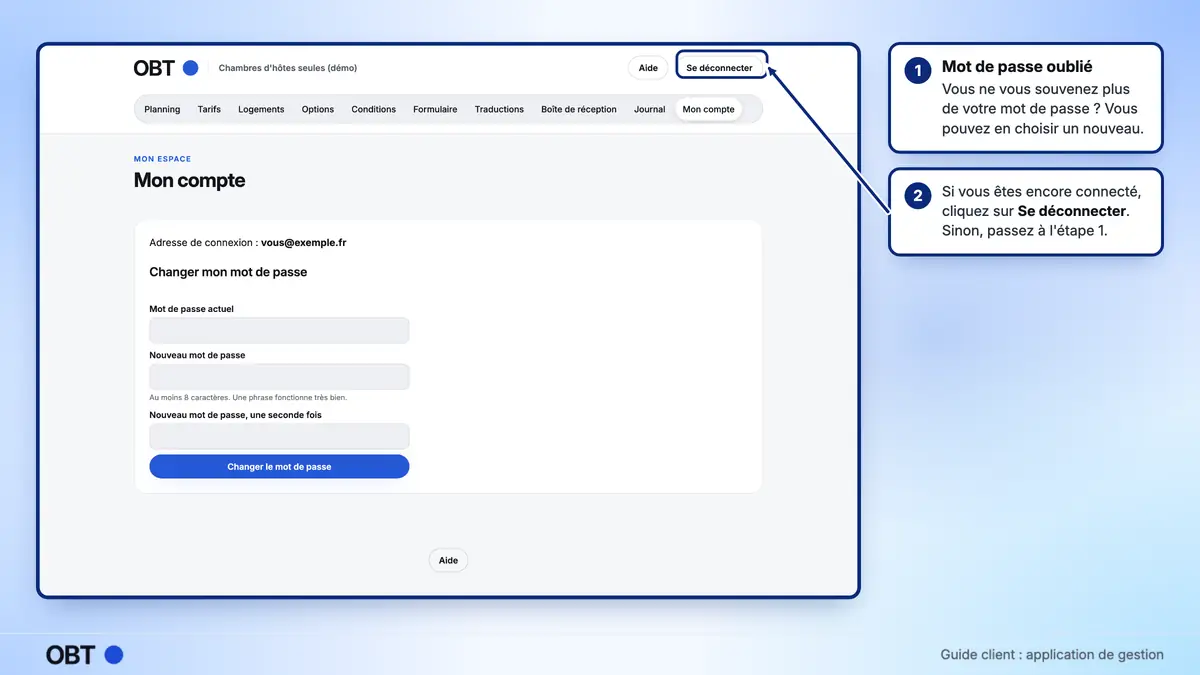 OBT
Chambres d'hôtes seules (démo)
Aide
Se déconnecter
Planning
Tarifs
Logements
Options
Conditions
Formulaire
Traductions
Boîte de réception
Journal
Mon compte
MON ESPACE
Mon compte
Adresse de connexion : vous@exemple.fr
Changer mon mot de passe
Mot de passe actuel
Nouveau mot de passe
Au moins 8 caractères. Une phrase fonctionne très bien.
Nouveau mot de passe, une seconde fois
Changer le mot de passe
Aide
1
Mot de passe oublié
Vous ne vous souvenez plus
de votre mot de passe ? Vous
pouvez en choisir un nouveau.
2
Si vous êtes encore connecté,
cliquez sur Se déconnecter.
Sinon, passez à l'étape 1.
OBT
Guide client : application de gestion